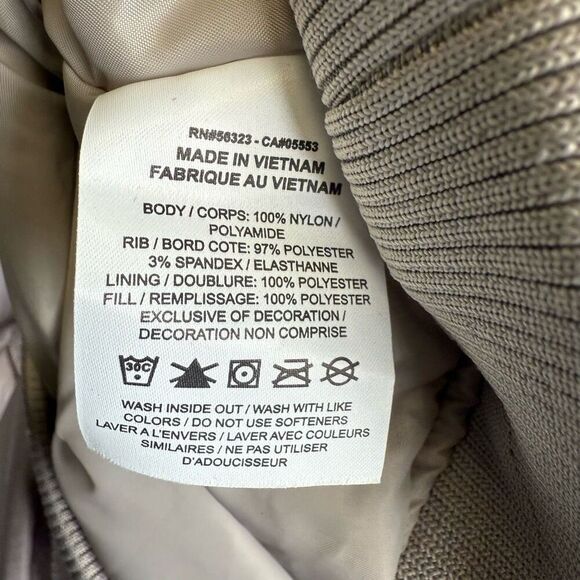 RN#56323 - CA#05553
MADE IN VIETNAM
FABRIQUE AU VIETNAM
BODY / CORPS: 100% NYLON /
POLYAMIDE
RIB / BORD COTE: 97% POLYESTER
3% SPANDEX / ELASTHANNE
LINING / DOUBLURE: 100% POLYESTER
FILL / REMPLISSAGE: 100% POLYESTER
EXCLUSIVE OF DECORATION /
DECORATION NON COMPRISE
30C
WASH INSIDE OUT / WASH WITH LIKE
COLORS / DO NOT USE SOFTENERS
LAVER A L'ENVERS / LAVER AVEC COULEURS
SIMILAIRES / NE PAS UTILISER
D'ADOUCISSEUR